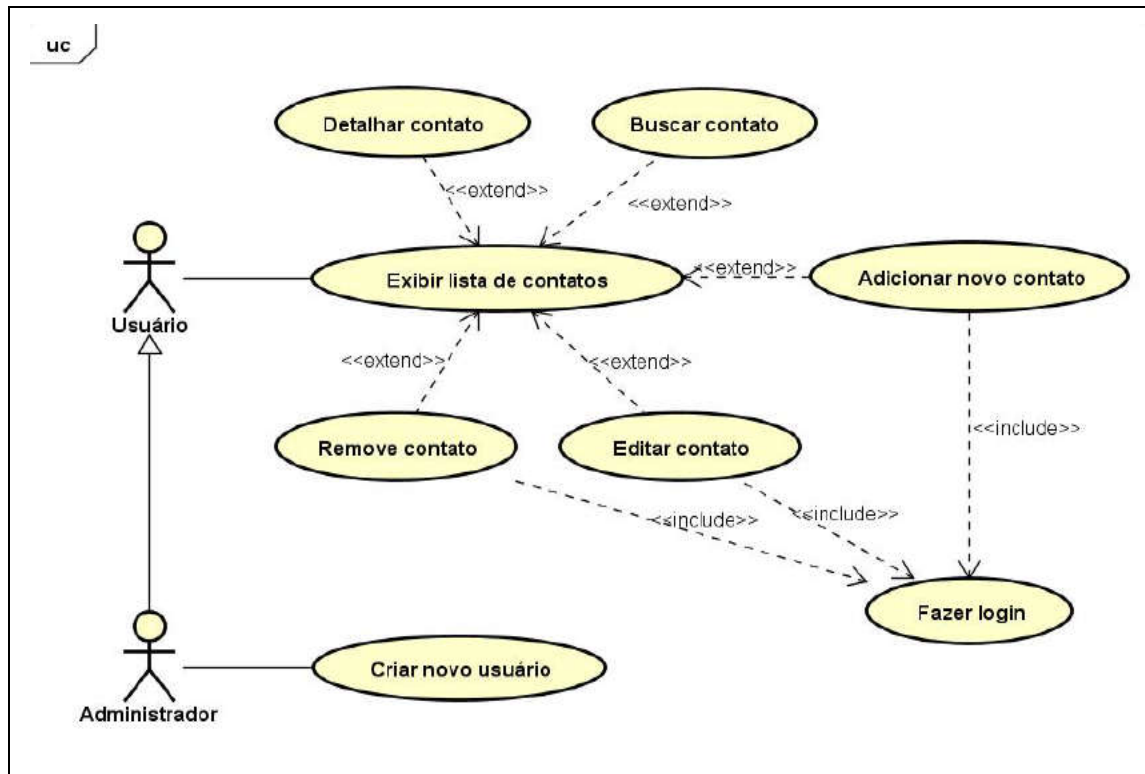 uc
Detalhar contato
Buscar contato
<<extend>>
<<extend>>
Exibir lista de contatos
<<extend>>
Adicionar novo contato
Usuário
<<extend>>
<<extend>>
<<include>>
Remove contato
Editar contato
<<include>>
<<include>>
Fazer login
Criar novo usuário
Administrador